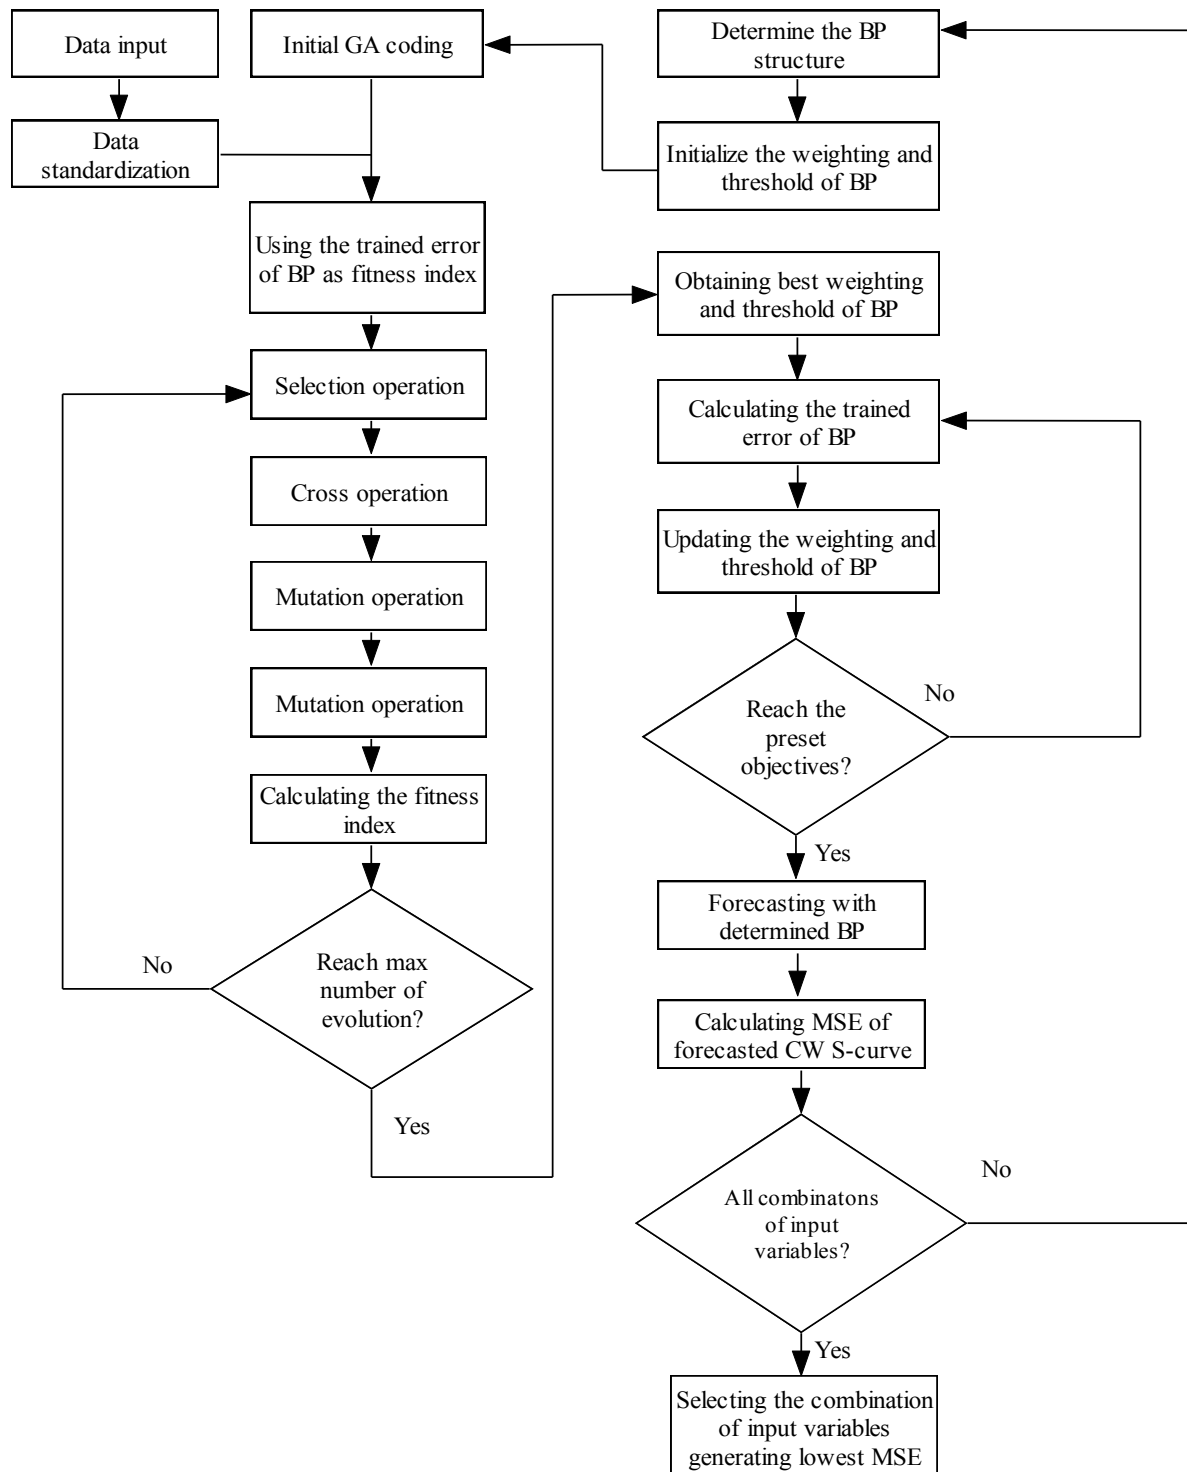 Data input
Data
standardization
Initial GA coding
Using the trained error
of BP as fitness index
Selection operation
Cross operation
Mutation operation
Mutation operation
Calculating the fitness
index
No
Reach max
number of
evolution?
Yes
Determine the BP
structure
Initialize the weighting and
threshold of BP
Obtaining best weighting
and threshold of BP
Calculating the trained
error of BP
Updating the weighting and
threshold of BP
No
Reach the
preset
objectives?
Yes
Forecasting with
determined BP
Calculating MSE of
forecasted CW S-curve
No
All combinatons
of input
variables?
Yes
Selecting the combination
of input variables
generating lowest MSE